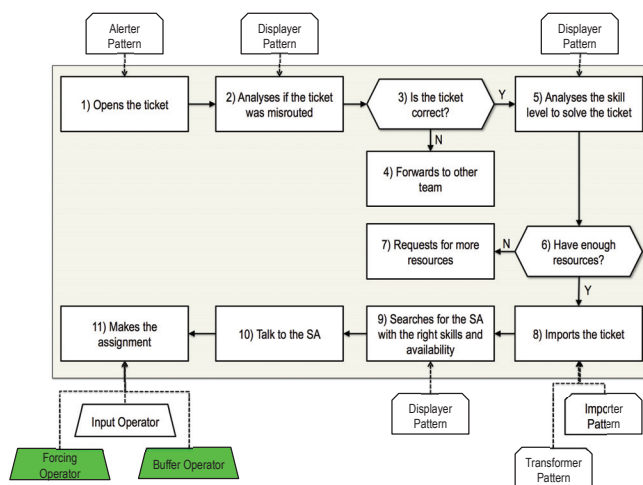 Alerter
Pattern
Displayer
Pattern
Displayer
Pattern
1) Opens the ticket
2) Analyses if the ticket
was misrouted
3) Is the ticket
correct?
Y
5) Analyses the skill
level to solve the ticket
N
4) Forwards to other
team
7) Requests for more
resources
N
6) Have enough
resources?
Y
11) Makes the
assignment
10) Talk to the SA
9) Searches for the SA
with the right skills and
availability
8) Imports the ticket
Input Operator
Displayer
Pattern
Importer
Pattern
Forcing
Operator
Buffer Operator
Transformer
Pattern